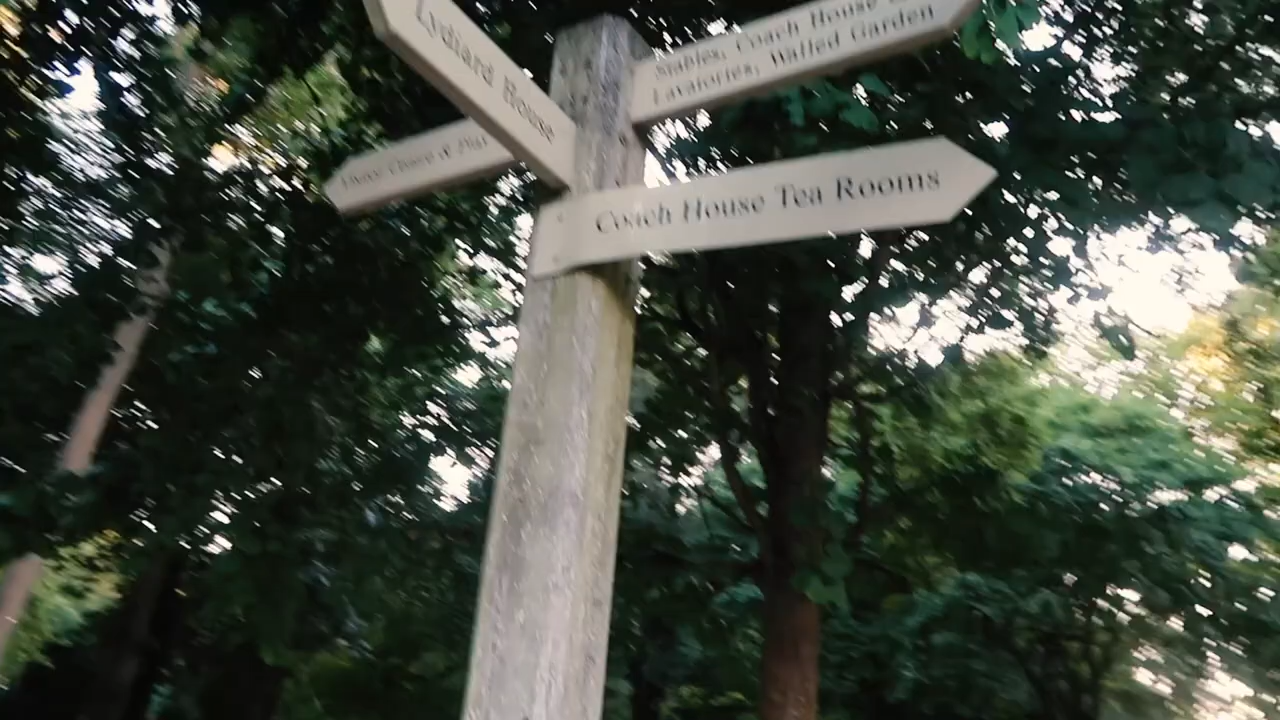 Lydiard House
Stables, Coach House
Lavatories, Walled Garden
Coach House Tea Rooms